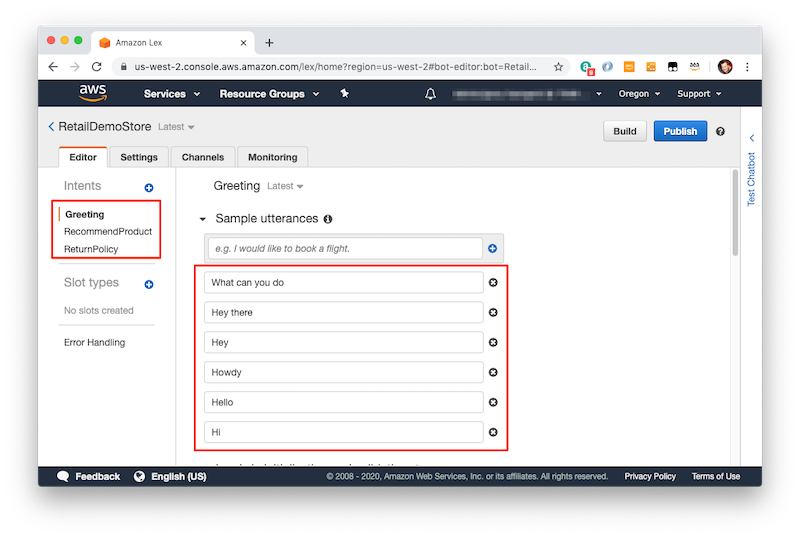 Amazon Lex
us-west-2.console.aws.amazon.com/lex/home?region=us-west-2#bot-editor:bot=Retail...
9
aws
Services
Resource Groups
Oregon
Support
RetailDemoStore Latest
Build
Publish
Editor
Settings
Channels
Monitoring
Test Chatbot
Intents
Greeting
RecommendProduct
ReturnPolicy
Slot types
No slots created
Error Handling
Greeting Latest
Sample utterances
e.g. I would like to book a flight.
What can you do
Hey there
Hey
Howdy
Hello
Hi
Feedback
English (US)
© 2008 - 2020, Amazon Web Services, Inc. or its affiliates. All rights reserved.
Privacy Policy
Terms of Use